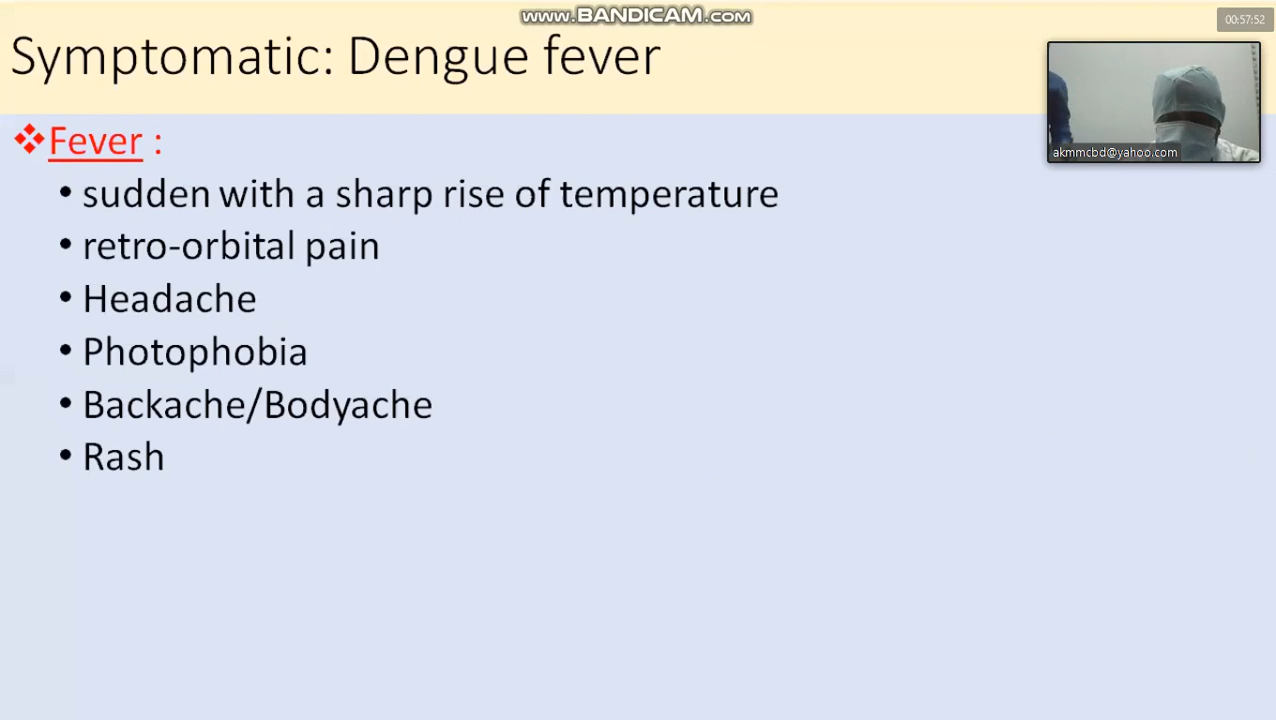 www.BANDICAM.com
00:57:52
Symptomatic: Dengue fever
akmmcbd@yahoo.com
❖Fever :
• sudden with a sharp rise of temperature
• retro-orbital pain
• Headache
• Photophobia
• Backache/Bodyache
• Rash